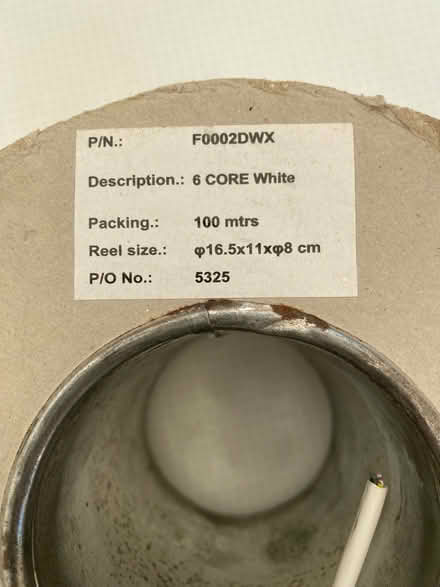 P/N.: F0002DWX
Description.: 6 CORE White
Packing.: 100 mtrs
Reel size.: φ16.5x11xφ8 cm
P/O No.: 5325